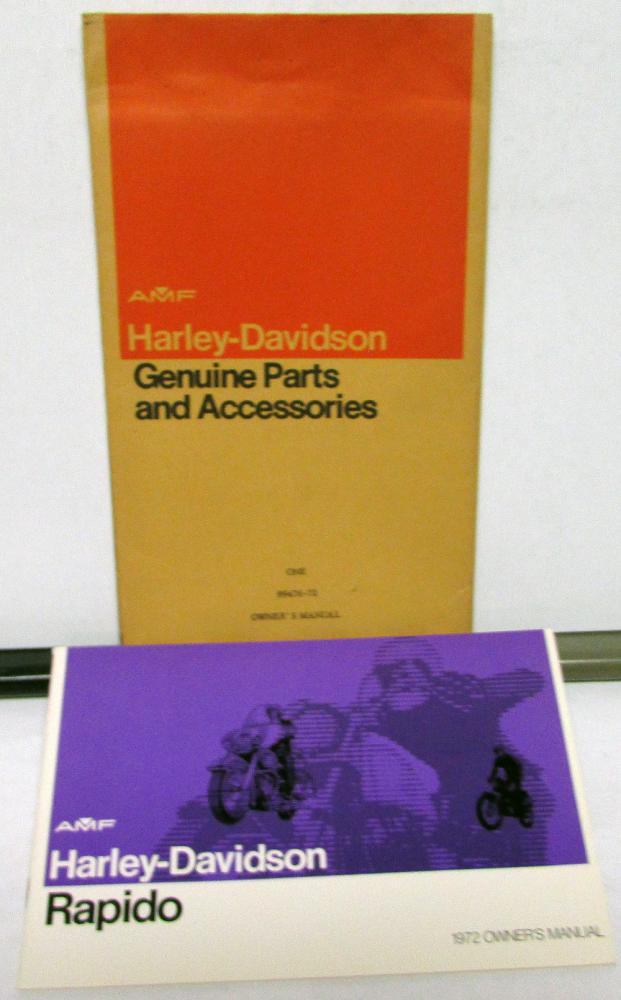 AMF
Harley-Davidson
Genuine Parts
and Accessories
ONE
OWNER'S MANUAL
AMF
Harley-Davidson
Rapido
1972 OWNER'S MANUAL